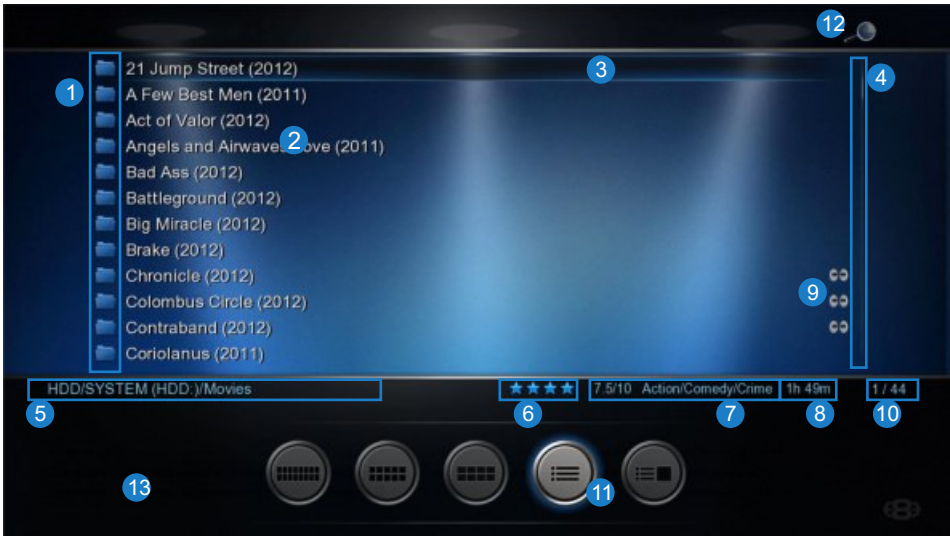 12
21 Jump Street (2012)
3
4
1
A Few Best Men (2011)
Act of Valor (2012)
2
Angels and Airwaves ove (2011)
Bad Ass (2012)
Battleground (2012)
Big Miracle (2012)
Brake (2012)
Chronicle (2012)
9
Colombus Circle (2012)
Contraband (2012)
Coriolanus (2011)
HDD/SYSTEM (HDD:)/Movies
7.5/10 Action/Comedy/Crime
1h 49m
1 / 44
5
6
7
8
10
13
11